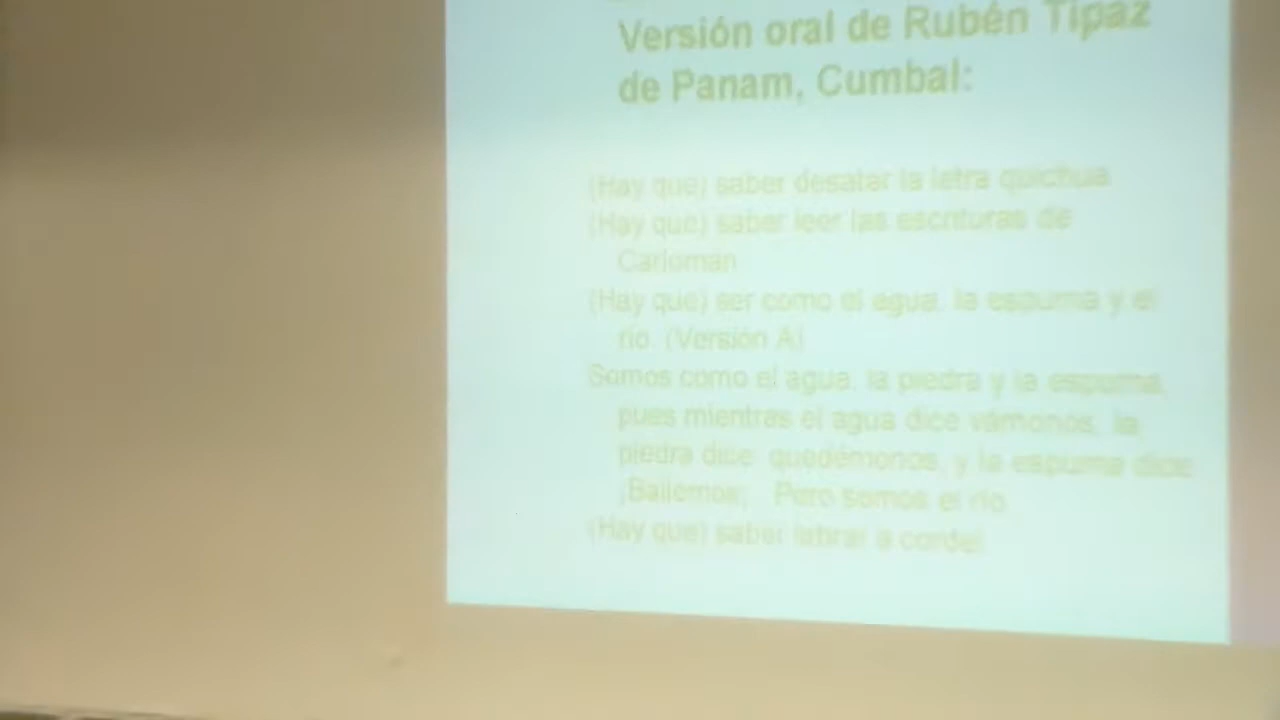 Versión oral de Rubén Tipaz
de Panam, Cumbal:
(Hay que) saber desatar la letra quichua
(Hay que) saber leer las escrituras de
Carloman
(Hay que) ser como el agua, la espuma y el
río. (Versión A)
Somos como el agua, la piedra y la espuma,
pues mientras el agua dice vámonos, la
piedra dice: quedémonos, y la espuma dice
¡Bailemos; Pero somos el río.
(Hay que) saber labrar a cordel